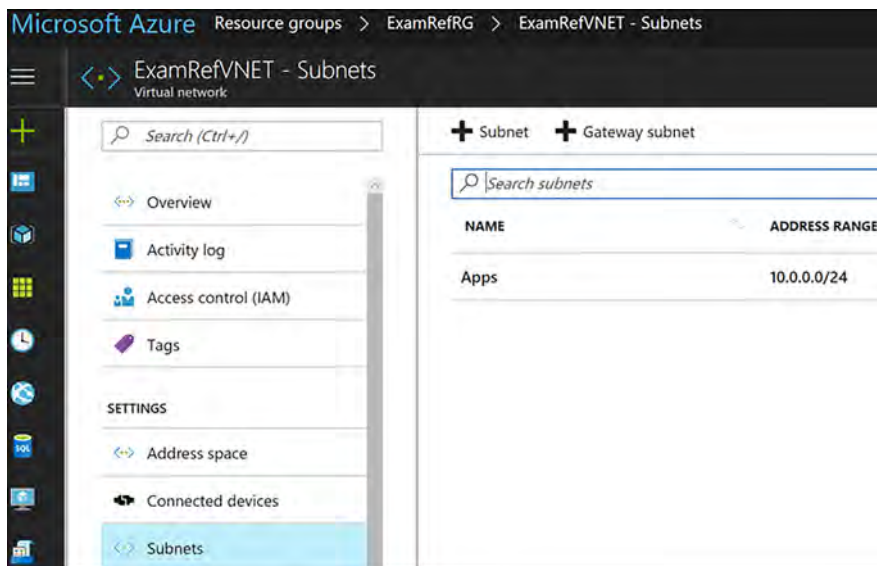 Microsoft Azure Resource groups > ExamRefRG > ExamRefVNET - Subnets
ExamRefVNET - Subnets
Virtual network
Search (Ctrl+/)
Overview
Activity log
Access control (IAM)
Tags
SETTINGS
Address space
Connected devices
Subnets
+ Subnet + Gateway subnet
Search subnets
NAME ADDRESS RANGE
Apps 10.0.0.0/24
SQL